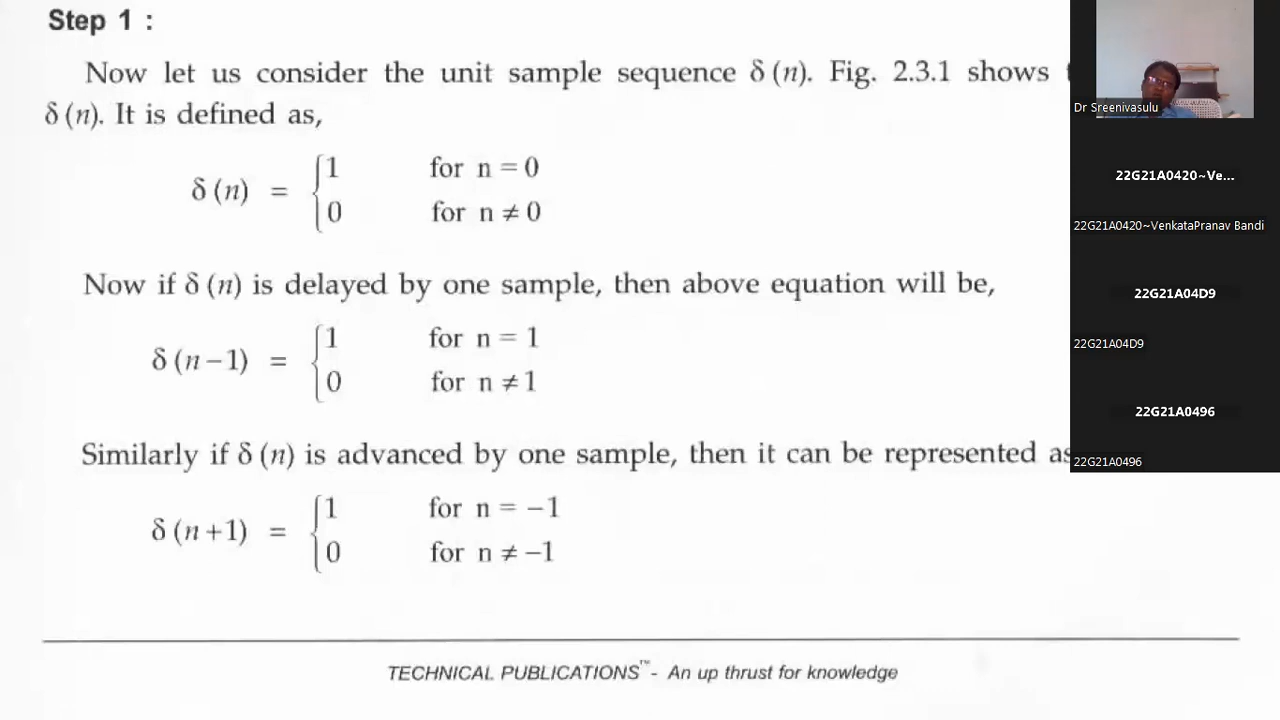 Step 1 :
Now let us consider the unit sample sequence δ (n). Fig. 2.3.1 shows
δ (n). It is defined as,
δ (n) = { 1 for n = 0
0 for n ≠ 0
Now if δ (n) is delayed by one sample, then above equation will be,
δ (n−1) = { 1 for n = 1
0 for n ≠ 1
Similarly if δ (n) is advanced by one sample, then it can be represented as
δ (n+1) = { 1 for n = −1
0 for n ≠ −1
TECHNICAL PUBLICATIONS™- An up thrust for knowledge
Dr Sreenivasulu
22G21A0420~Ve...
22G21A0420~VenkataPranav Bandi
22G21A04D9
22G21A04D9
22G21A0496
22G21A0496